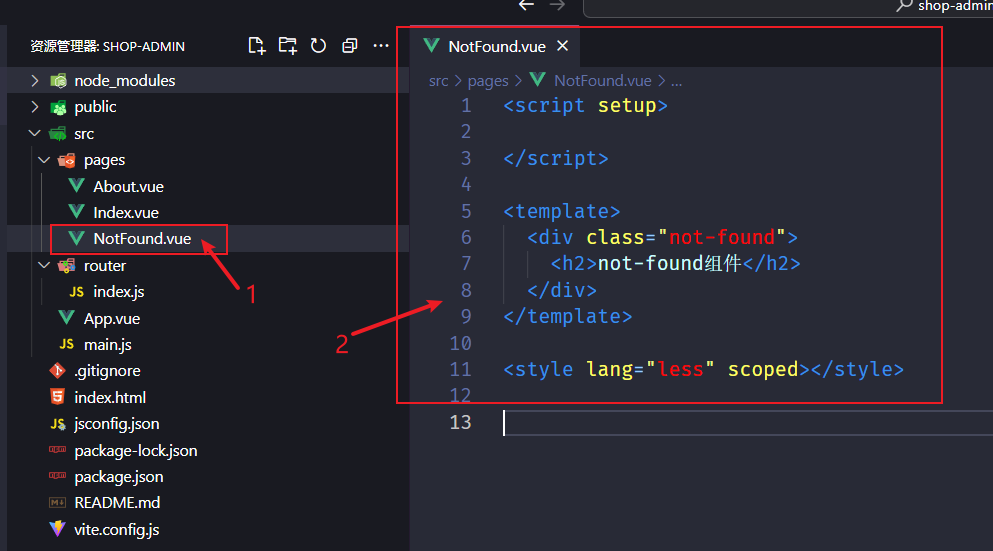 shop-admin
资源管理器: SHOP-ADMIN
node_modules
public
src
pages
About.vue
Index.vue
NotFound.vue
router
JS index.js
App.vue
JS main.js
.gitignore
index.html
JS jsconfig.json
package-lock.json
package.json
README.md
vite.config.js
1
2
NotFound.vue
src > pages > NotFound.vue > ...
1 <script setup>
2
3 </script>
4
5 <template>
6 <div class="not-found">
7 <h2>not-found组件</h2>
8 </div>
9 </template>
10
11 <style lang="less" scoped></style>
12
13